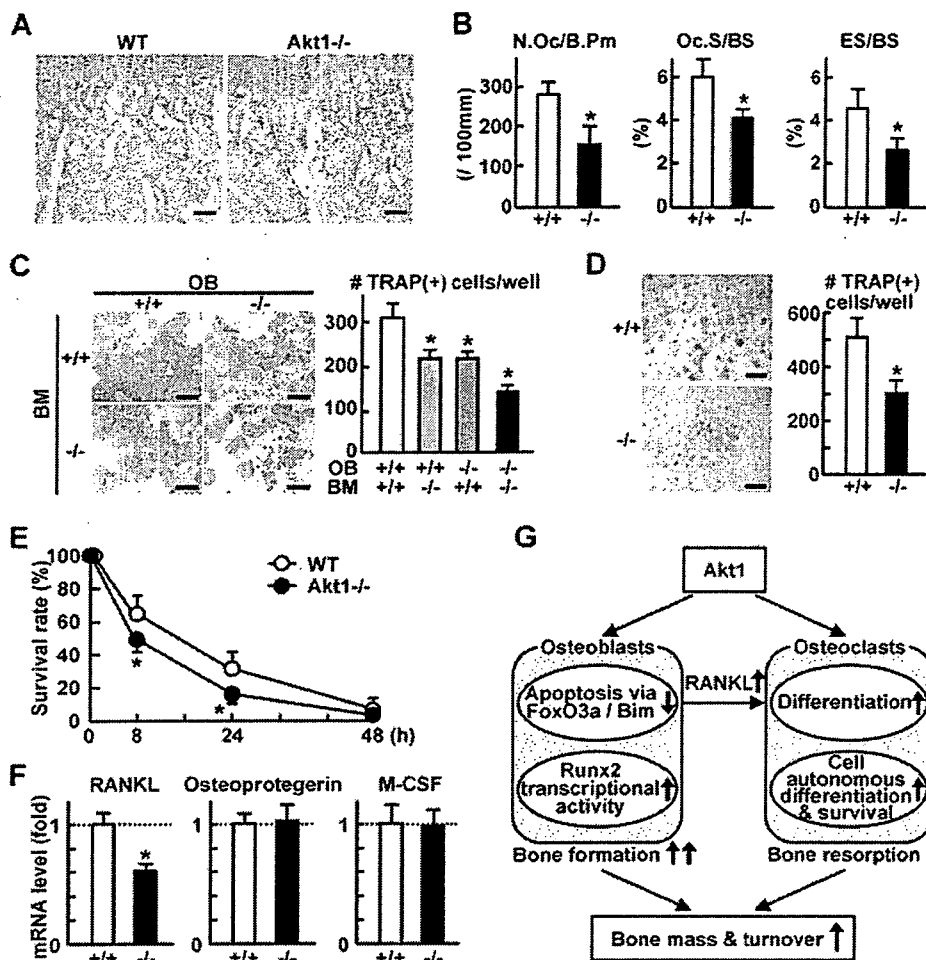 A
WT
Akt1-/-
B
N.Oc/B.Pm
Oc.S/BS
ES/BS
(/ 100mm)
300
200
100
0
+/+
-/-
*
(%)
6
4
2
0
+/+
-/-
*
(%)
6
4
2
0
+/+
-/-
*
C
OB
+/+
-/-
BM
+/+
-/-
# TRAP(+) cells/well
300
200
100
0
*
*
*
OB +/+ +/+ -/- -/-
BM +/+ -/- +/+ -/-
D
+/+
-/-
# TRAP(+)
cells/well
600
400
200
0
*
+/+
-/-
E
Survival rate (%)
100
80
60
40
20
0
WT
Akt1-/-
*
*
0 8 24 48 (h)
F
mRNA level (fold)
RANKL
1
0
*
+/+
-/-
Osteoprotegerin
1
0
+/+
-/-
M-CSF
1
0
+/+
-/-
G
Akt1
Osteoblasts
Apoptosis via
FoxO3a / Bim
↓
Runx2
transcriptional
activity
↑
RANKL↑
Osteoclasts
Differentiation↑
Cell
autonomous
differentiation
& survival
↑
Bone formation ↑↑
Bone resorption
Bone mass & turnover ↑